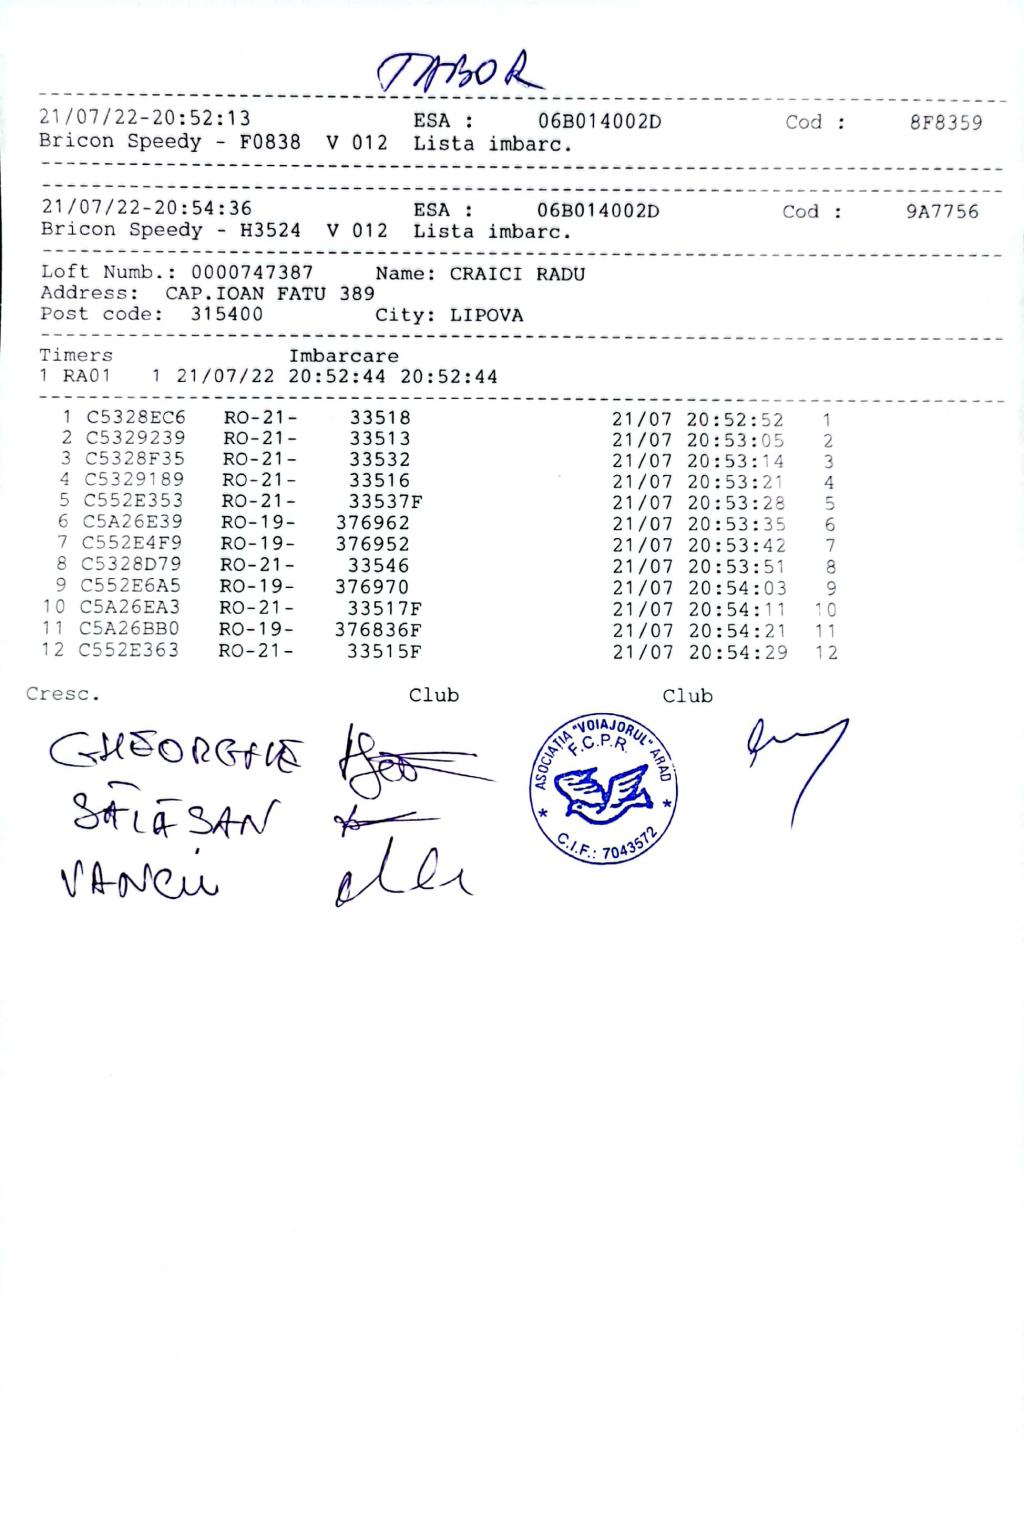 TABOR
21/07/22-20:52:13 ESA : 06B014002D Cod : 8F8359
Bricon Speedy - F0838 V 012 Lista imbarc.
21/07/22-20:54:36 ESA : 06B014002D Cod : 9A7756
Bricon Speedy - H3524 V 012 Lista imbarc.
Loft Numb.: 0000747387 Name: CRAICI RADU
Address: CAP.IOAN FATU 389
Post code: 315400 City: LIPOVA
Timers Imbarcare
1 RA01 1 21/07/22 20:52:44 20:52:44
1 C5328EC6 RO-21- 33518 21/07 20:52:52 1
2 C5329239 RO-21- 33513 21/07 20:53:05 2
3 C5328F35 RO-21- 33532 21/07 20:53:14 3
4 C5329189 RO-21- 33516 21/07 20:53:21 4
5 C552E353 RO-21- 33537F 21/07 20:53:28 5
6 C5A26E39 RO-19- 376962 21/07 20:53:35 6
7 C552E4F9 RO-19- 376952 21/07 20:53:42 7
8 C5328D79 RO-21- 33546 21/07 20:53:51 8
9 C552E6A5 RO-19- 376970 21/07 20:54:03 9
10 C5A26EA3 RO-21- 33517F 21/07 20:54:11 10
11 C5A26BB0 RO-19- 376836F 21/07 20:54:21 11
12 C552E363 RO-21- 33515F 21/07 20:54:29 12
Cresc. Club Club
GHEORGHE
SĂLĂSAN
VANCU
ASOCIATIA "VOIAJORUL" ARAD
F.C.P.R.
* C.I.F.: 7043572 *